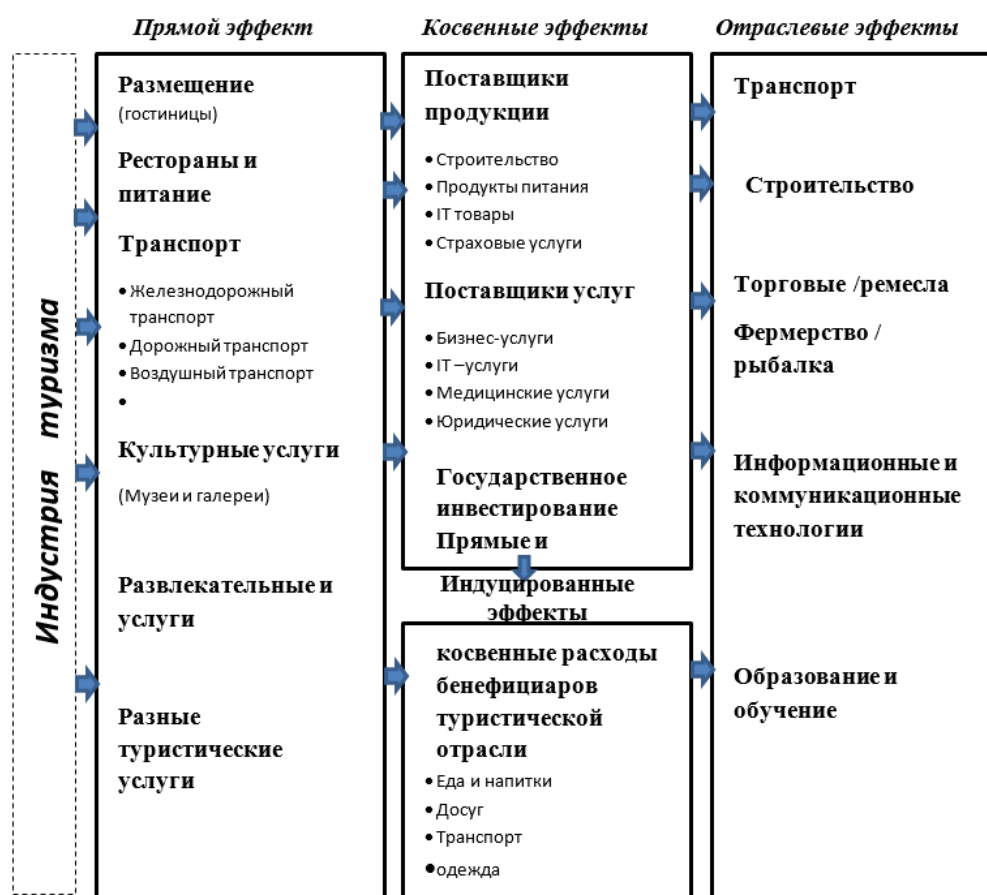 Прямой эффект
Косвенные эффекты
Отраслевые эффекты
Индустрия туризма
Размещение
(гостиницы)
Рестораны и
питание
Транспорт
• Железнодорожный
транспорт
• Дорожный транспорт
• Воздушный транспорт
•
Культурные услуги
(Музеи и галереи)
Развлекательные и
услуги
Разные
туристические
услуги
Поставщики
продукции
• Строительство
• Продукты питания
• IT товары
• Страховые услуги
Поставщики услуг
• Бизнес-услуги
• IT –услуги
• Медицинские услуги
• Юридические услуги
Государственное
инвестирование
Прямые и
Индуцированные
эффекты
косвенные расходы
бенефициаров
туристической
отрасли
• Еда и напитки
• Досуг
• Транспорт
•одежда
Транспорт
Строительство
Торговые /ремесла
Фермерство /
рыбалка
Информационные и
коммуникационные
технологии
Образование и
обучение